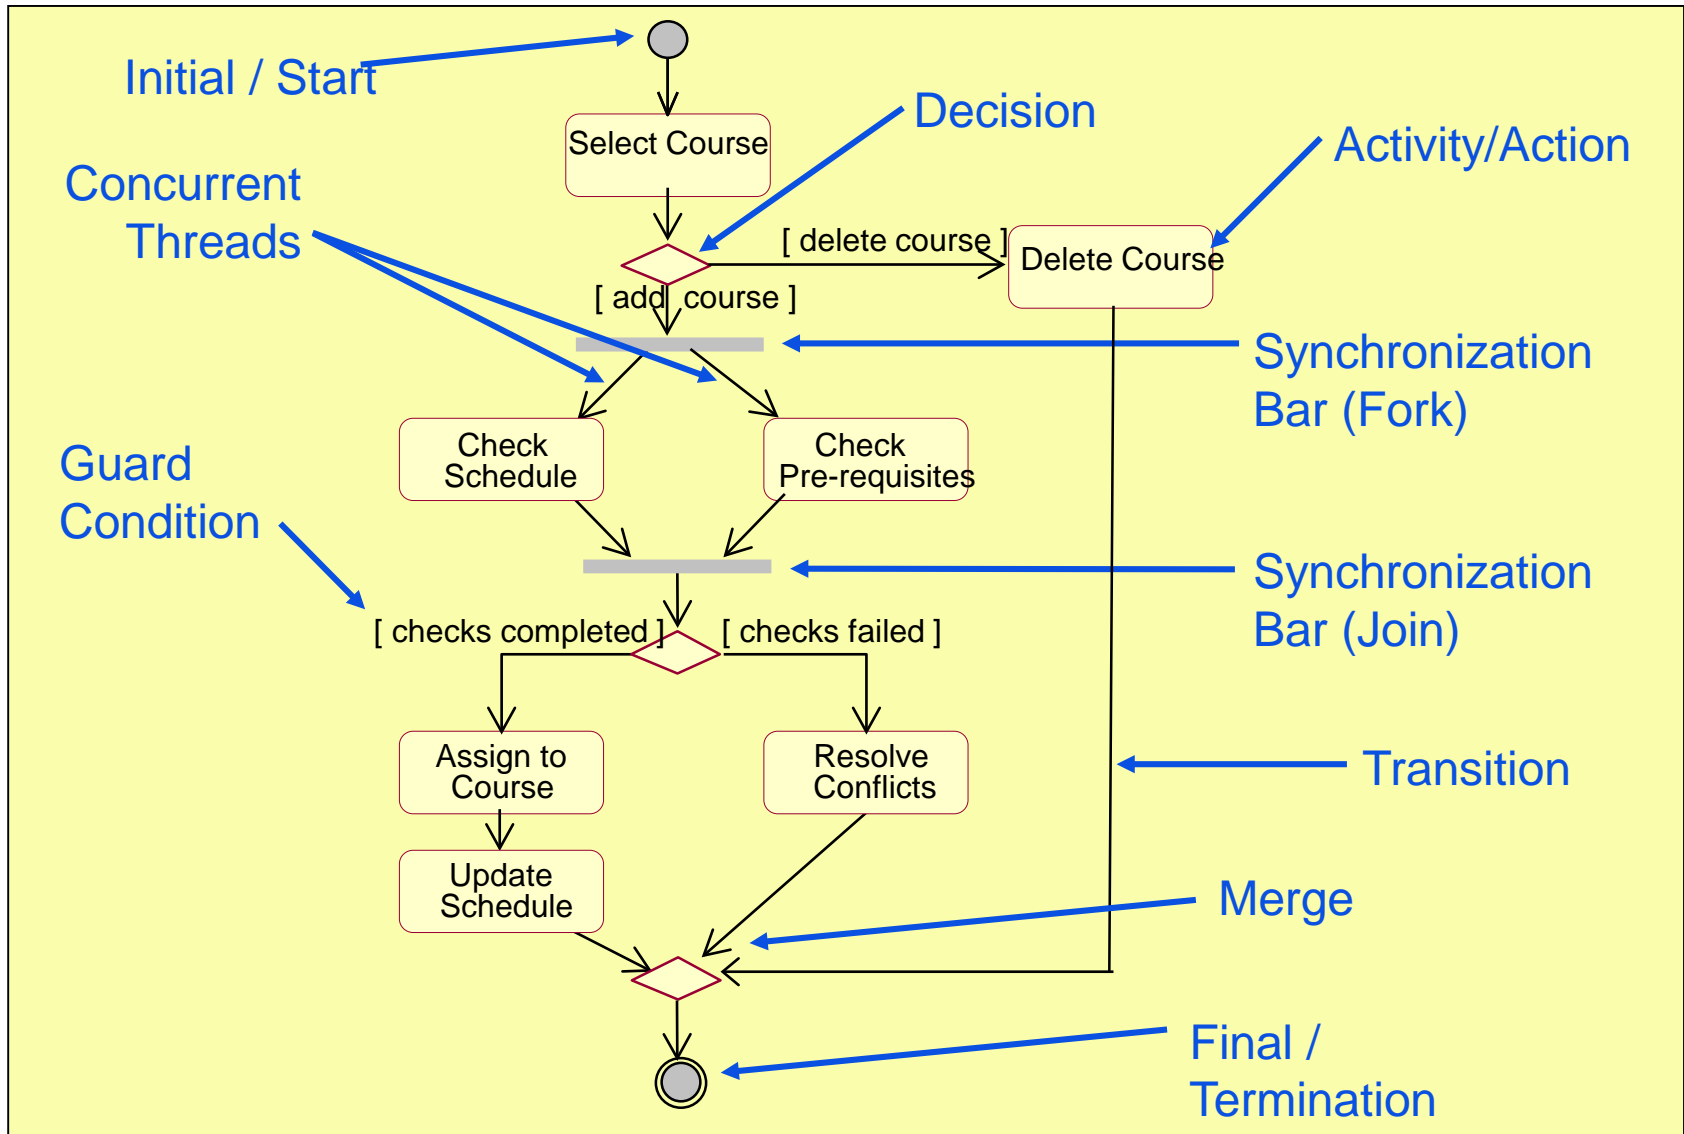 Initial / Start
Decision
Activity/Action
Select Course
Concurrent
Threads
[ delete course ]
Delete Course
[ add  course ]
Synchronization
Bar (Fork)
Check
Schedule
Check
Pre-requisites
Guard
Condition
Synchronization
Bar (Join)
[ checks completed ]
[ checks failed ]
Assign to
Course
Resolve
Conflicts
Transition
Update
Schedule
Merge
Final /
Termination